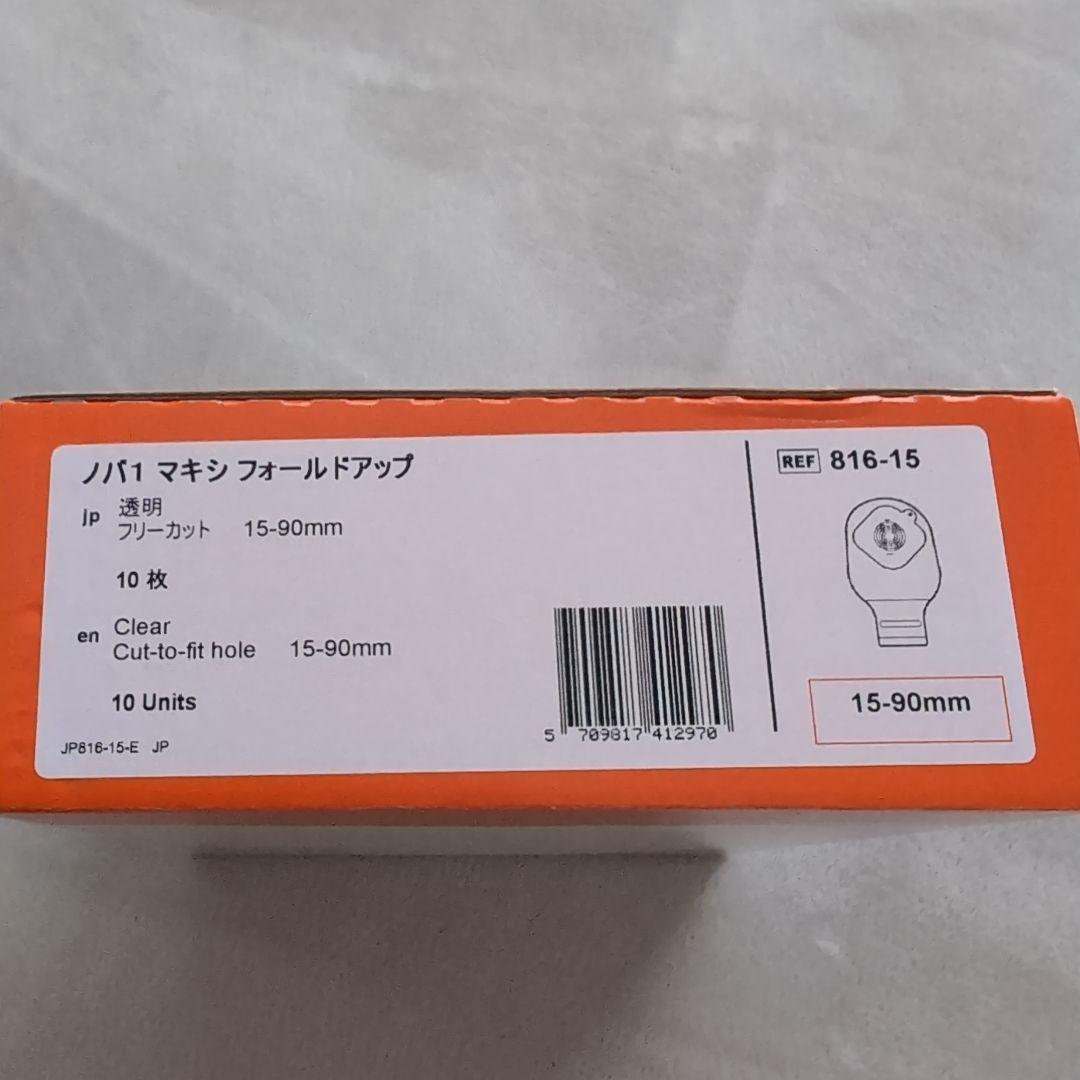 ノバ1 マキシ フォールドアップ
jp 透明
フリーカット 15-90mm
10 枚
en Clear
Cut-to-fit hole 15-90mm
10 Units
JP816-15-E JP
5 709817 412970
REF 816-15
15-90mm